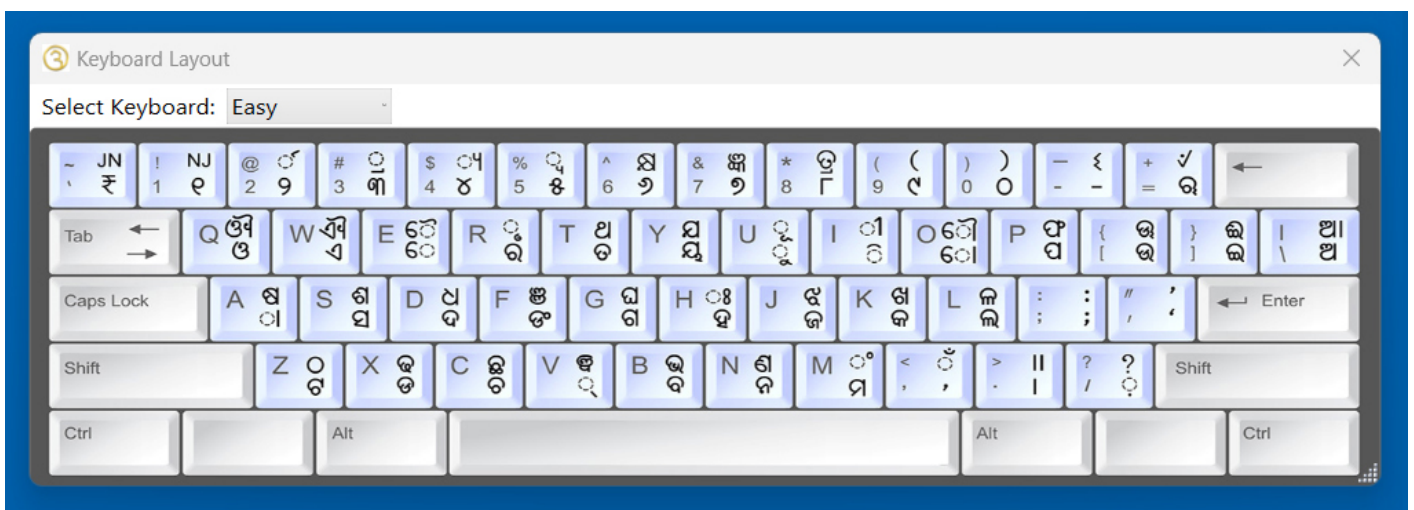 Keyboard Layout
Select Keyboard: Easy
~ JN ! NJ @ # ୍ର $ ୍ୟ % ^ କ୍ଷ & * ତ୍ର ( ( ) ) — +
` ₹ 1 ୧ 2 ୨ 3 ୩ 4 ୪ 5 ୫ 6 ୬ 7 ୭ 8 ୮ 9 ୯ 0 ୦ - - = ଋ
Tab Q ଔ W ଐ E ୈ R ୃ T ଥ Y ଯ U ୂ I ୀ O ୌ P ଫ { ଊ } ଈ | ଆ
ଓ ଏ େ ର ତ ୟ ୁ ି ୋ ପ [ ଉ ] ଇ \ ଅ
Caps Lock A ଷ S ଶ D ଧ F G ଘ H ଃ J ଝ K ଖ L ଳ : : " ’ Enter
ା ସ ଦ ଙ ଗ ହ ଜ କ ଲ ; ; ' ‘
Shift Z ଠ X ଢ C ଛ V ଞ B ଭ N ଣ M ଂ < ଁ > ॥ ? ? Shift
ଟ ଡ ଚ ୍ ବ ନ ମ , , . । / ଼
Ctrl Alt Alt Ctrl